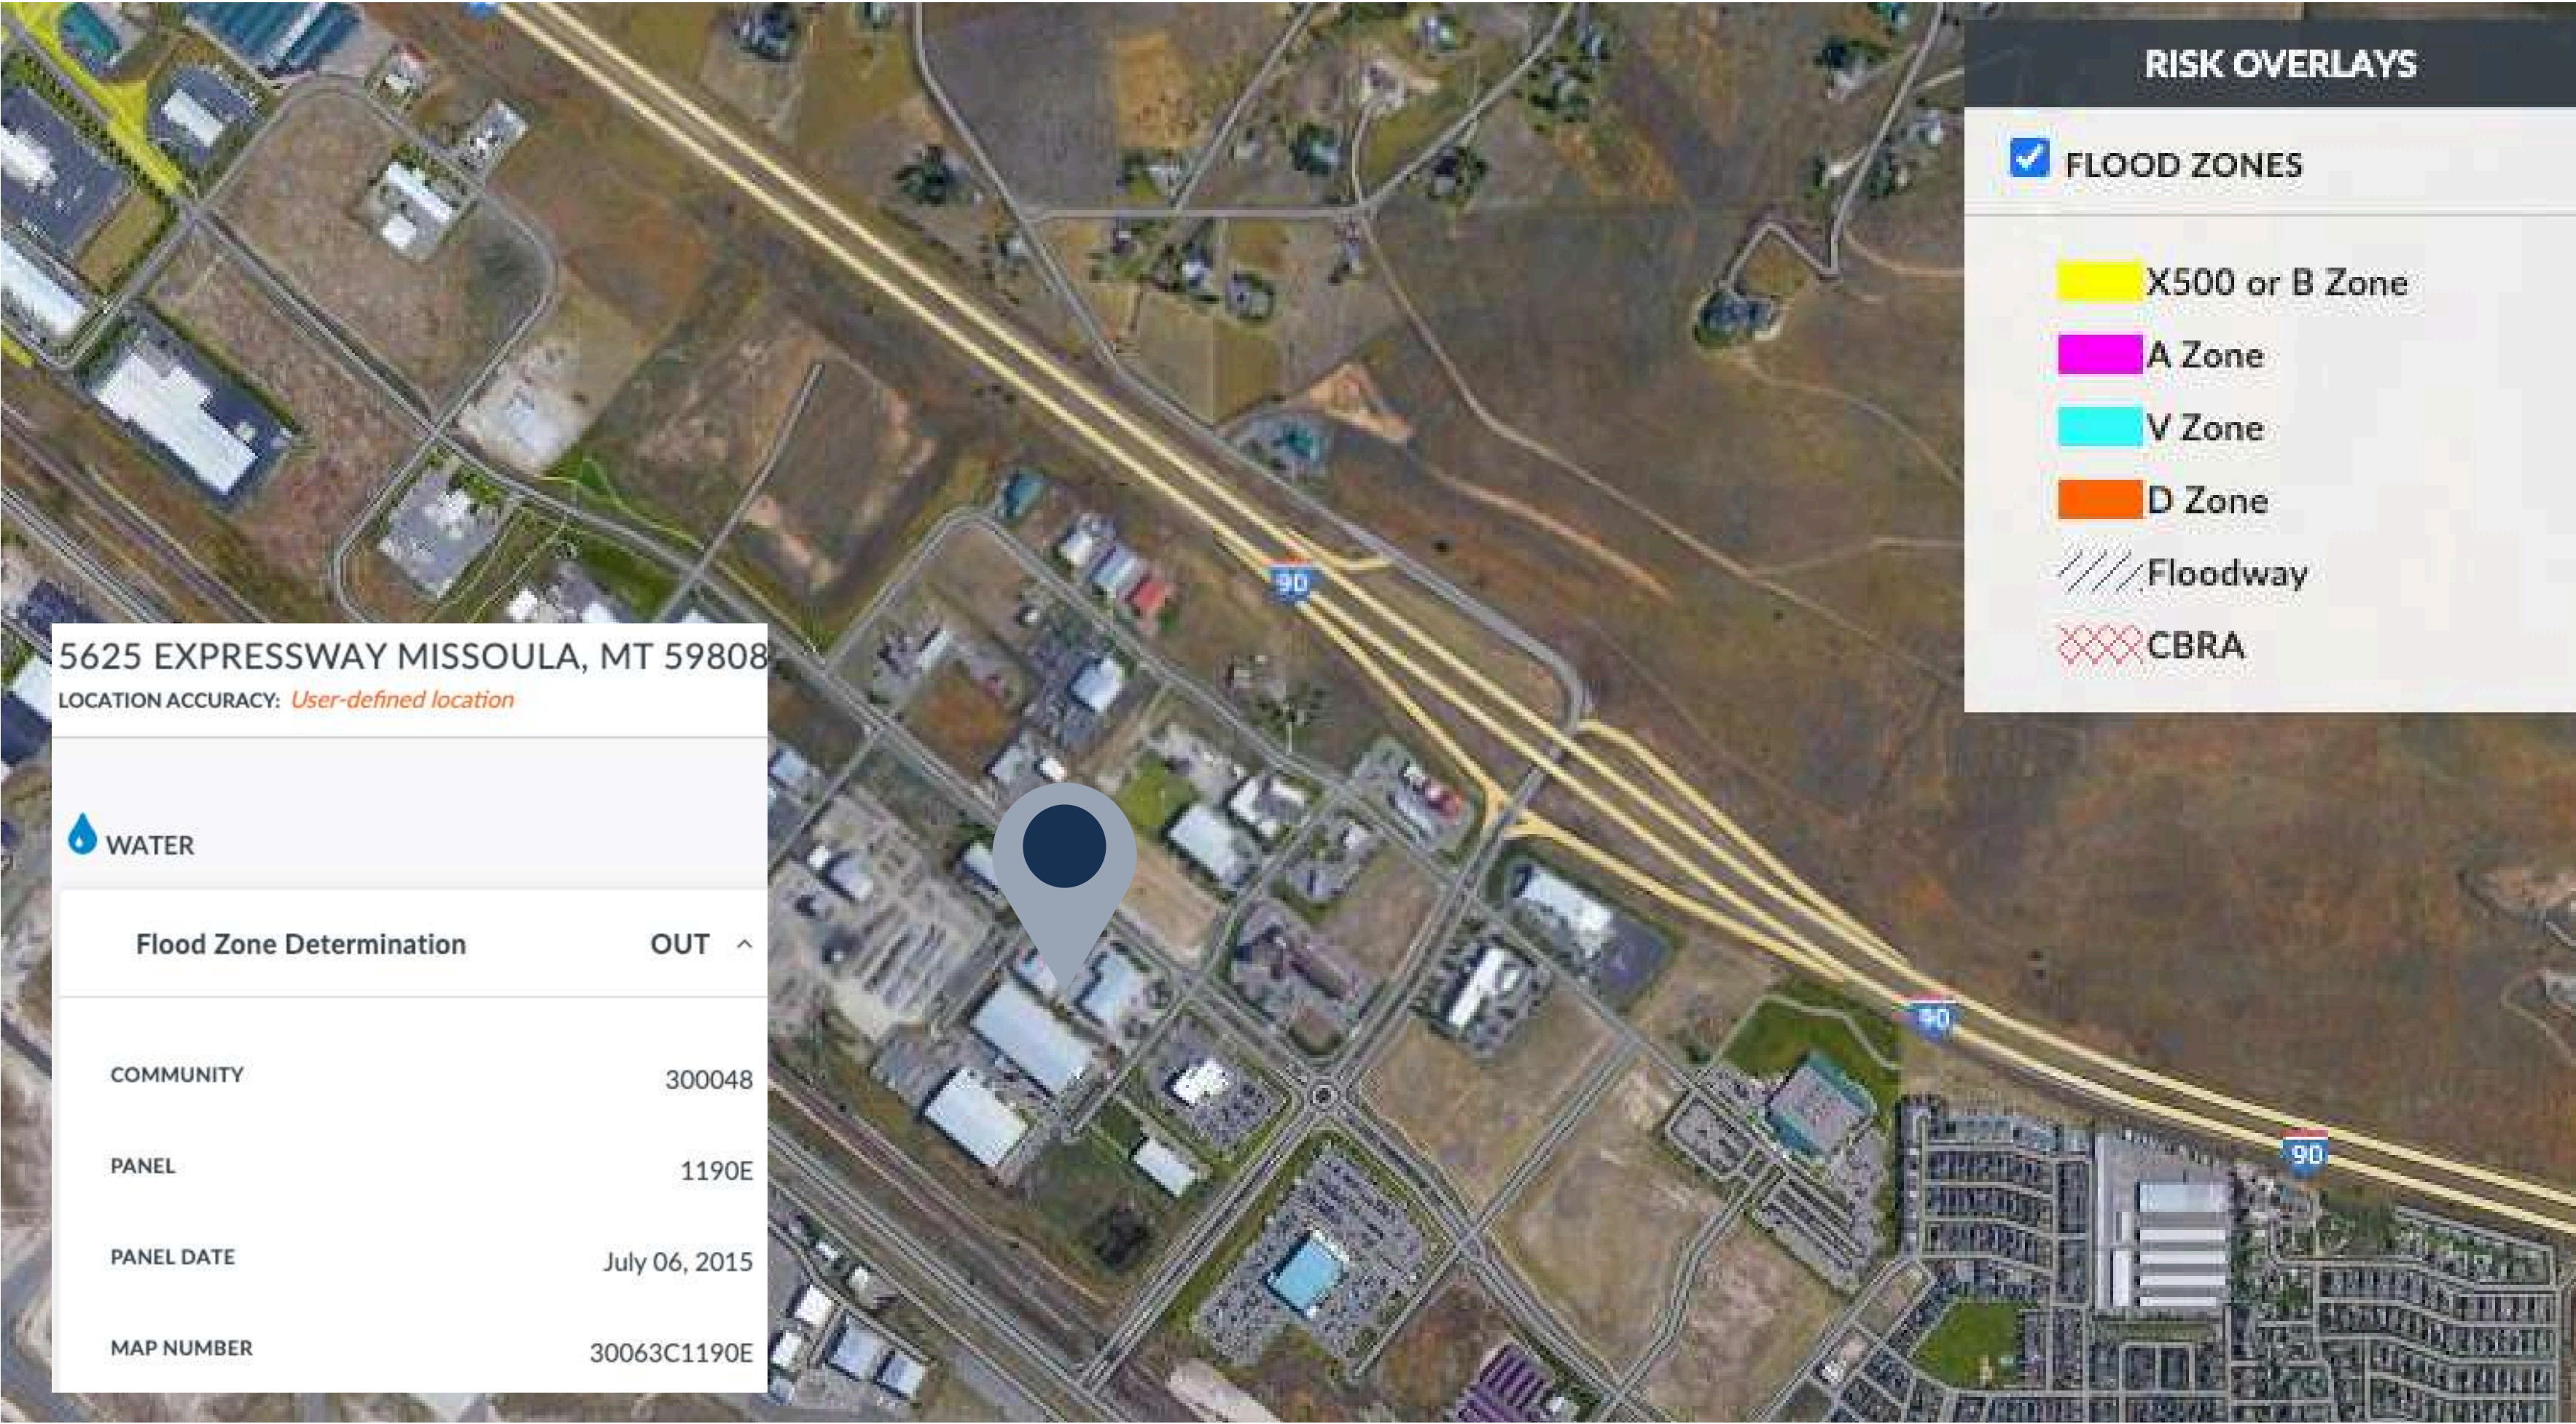 RISK OVERLAYS
FLOOD ZONES
X500 or B Zone
A Zone
V Zone
D Zone
Floodway
CBRA
90
90
90
5625 EXPRESSWAY MISSOULA, MT 59808
LOCATION ACCURACY: User-defined location
WATER
Flood Zone Determination OUT
COMMUNITY 300048
PANEL 1190E
PANEL DATE July 06, 2015
MAP NUMBER 30063C1190E